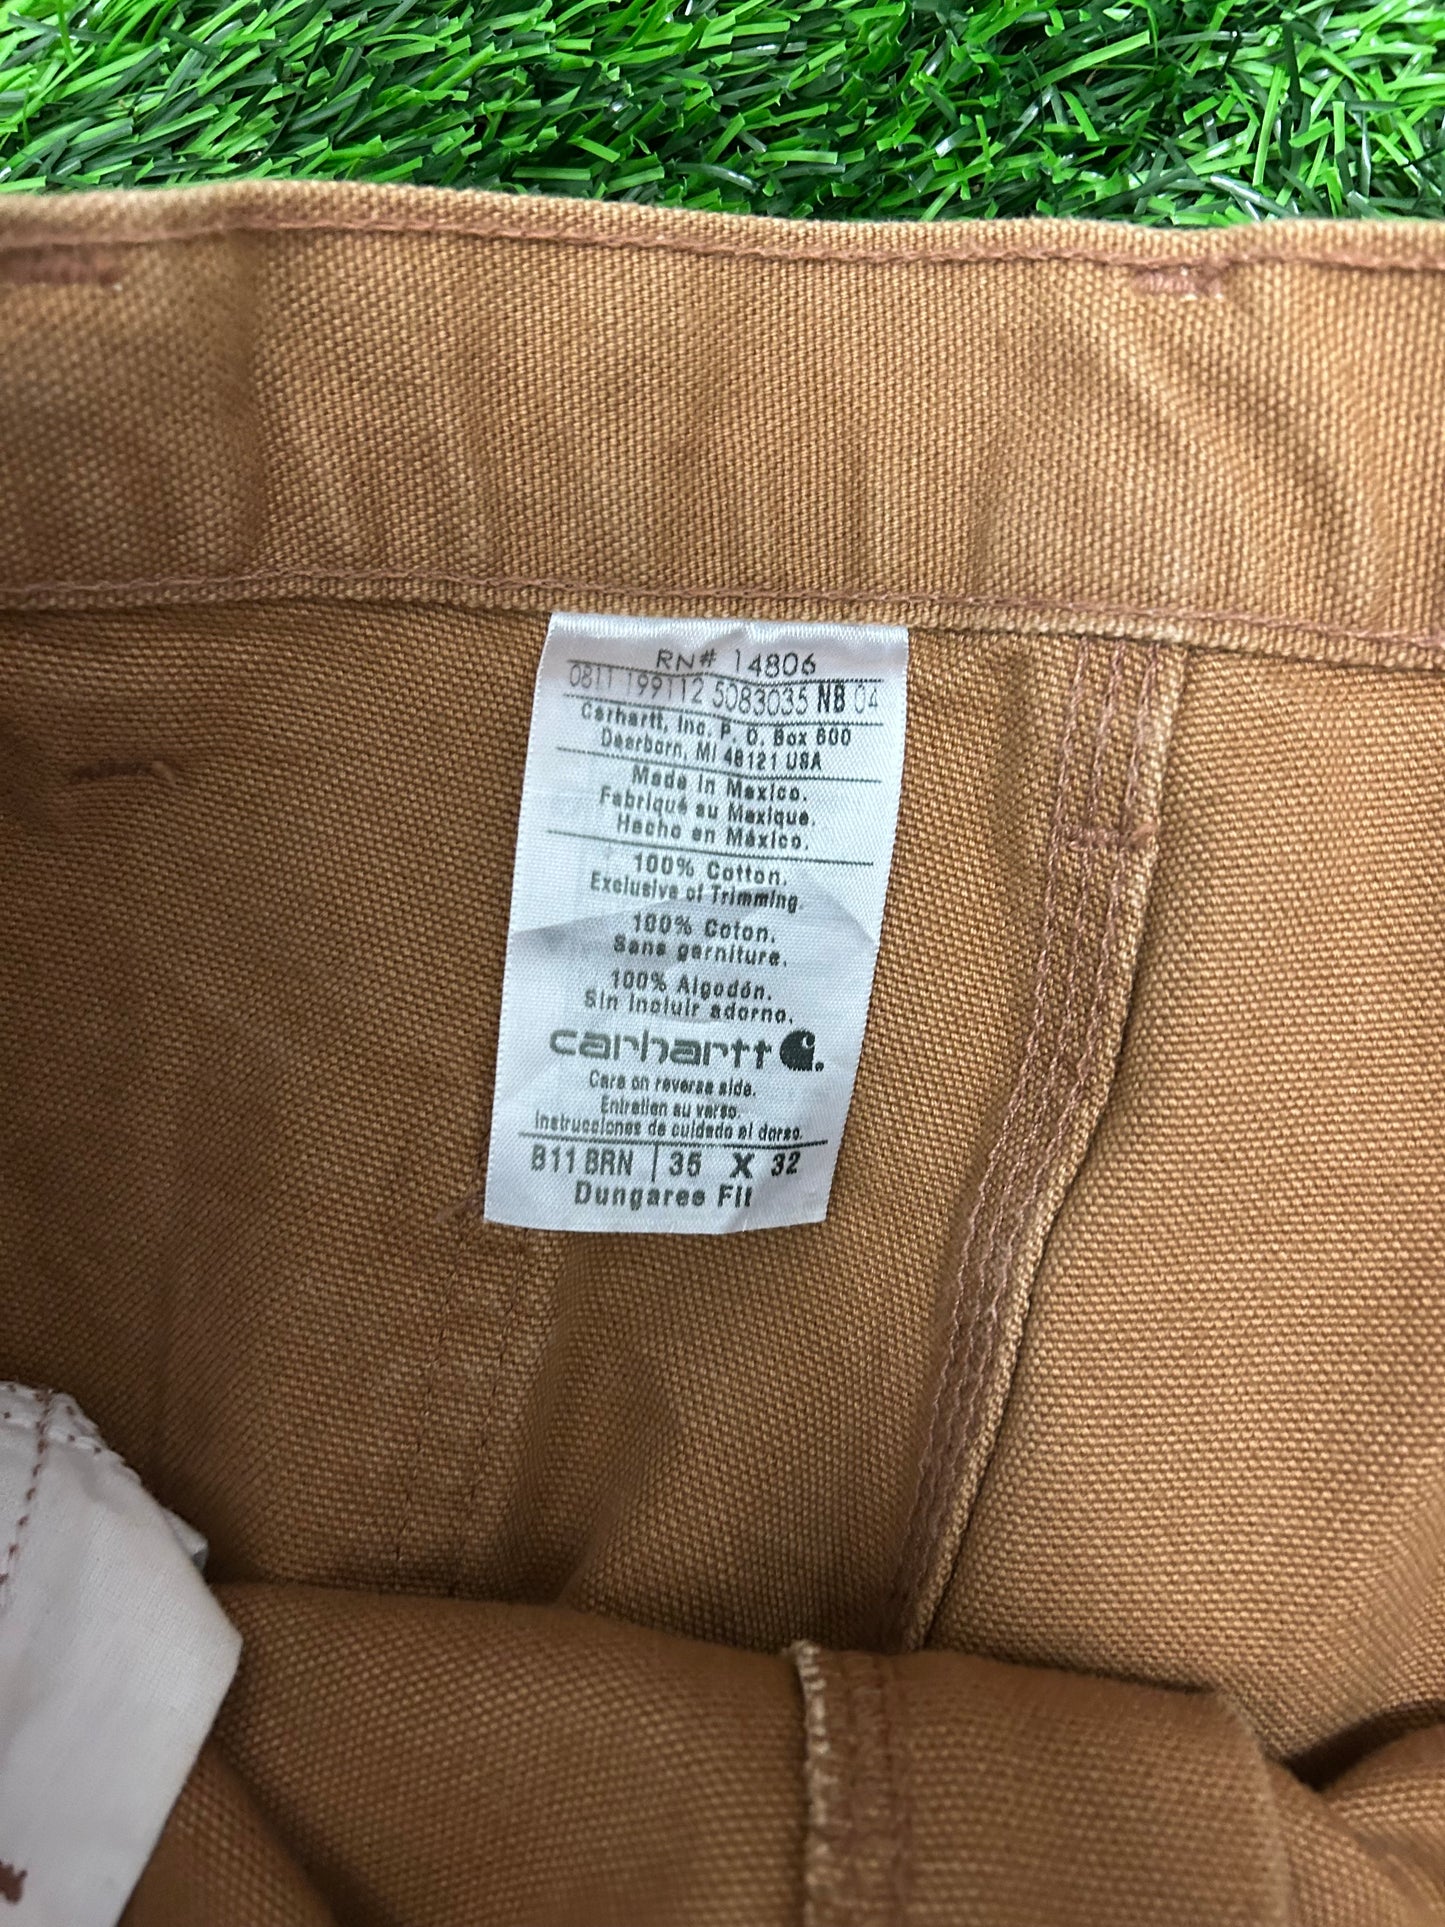 RN# 14806
0811 199112 5083035 NB 04
Carhartt, Inc. P. O. Box 600
Dearborn, MI 48121 USA
Made in Mexico.
Fabriqué au Mexique.
Hecho en México.
100% Cotton.
Exclusive of Trimming.
100% Coton.
Sans garniture.
100% Algodón.
Sin incluir adorno.
carhartt
Care on reverse side.
Entretien au verso.
Instrucciones de cuidado al dorso.
B11 BRN | 35 X 32
Dungaree Fit